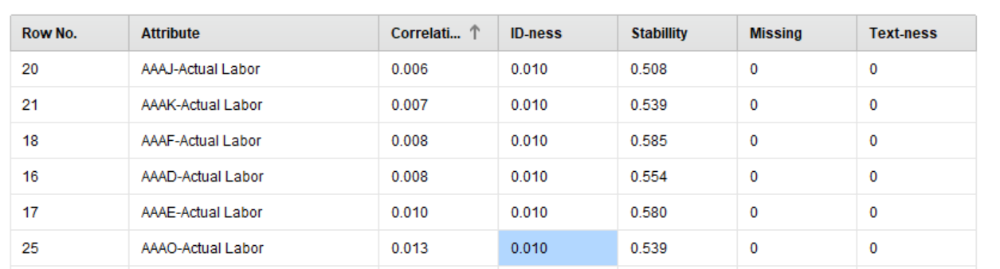 Row No. Attribute Correlati... ↑ ID-ness Stabillity Missing Text-ness
20 AAAJ-Actual Labor 0.006 0.010 0.508 0 0
21 AAAK-Actual Labor 0.007 0.010 0.539 0 0
18 AAAF-Actual Labor 0.008 0.010 0.585 0 0
16 AAAD-Actual Labor 0.008 0.010 0.554 0 0
17 AAAE-Actual Labor 0.010 0.010 0.580 0 0
25 AAAO-Actual Labor 0.013 0.010 0.539 0 0